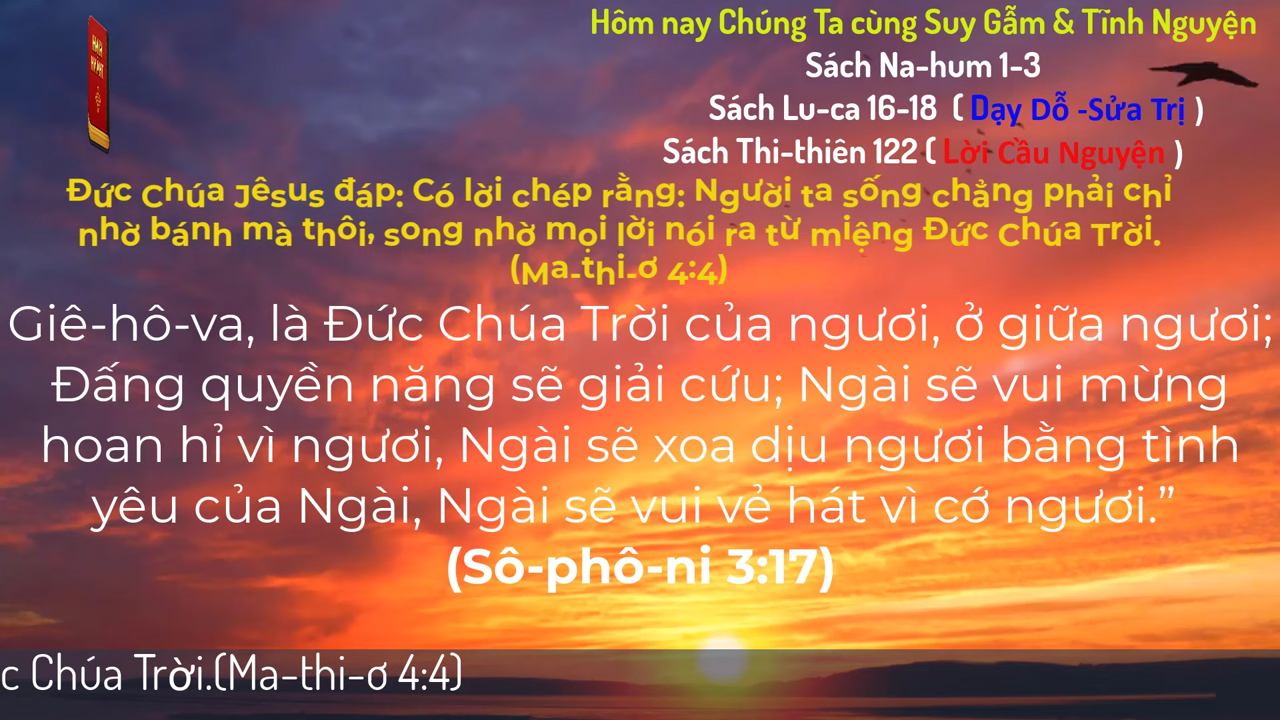 Hôm nay Chúng Ta cùng Suy Gẫm & Tĩnh Nguyện
Sách Na-hum 1-3
Sách Lu-ca 16-18 ( Dạy Dỗ -Sửa Trị )
Sách Thi-thiên 122 ( Lời Cầu Nguyện )
Đức Chúa Jêsus đáp: Có lời chép rằng: Người ta sống chẳng phải chỉ
nhờ bánh mà thôi, song nhờ mọi lời nói ra từ miệng Đức Chúa Trời.
(Ma-thi-ơ 4:4)
Giê-hô-va, là Đức Chúa Trời của ngươi, ở giữa ngươi;
Đấng quyền năng sẽ giải cứu; Ngài sẽ vui mừng
hoan hỉ vì ngươi, Ngài sẽ xoa dịu ngươi bằng tình
yêu của Ngài, Ngài sẽ vui vẻ hát vì cớ ngươi.”
(Sô-phô-ni 3:17)
c Chúa Trời.(Ma-thi-ơ 4:4)